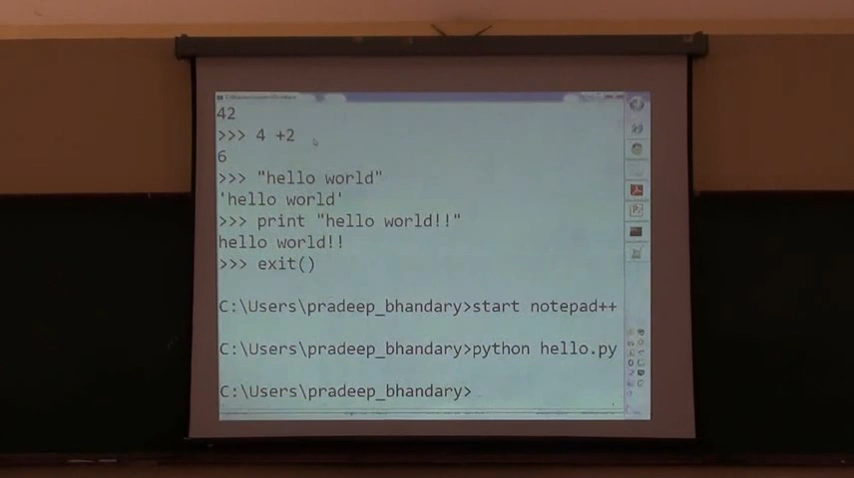 42
>>> 4 +2
6
>>> "hello world"
'hello world'
>>> print "hello world!!"
hello world!!
>>> exit()
C:\Users\pradeep_bhandary>start notepad++
C:\Users\pradeep_bhandary>python hello.py
C:\Users\pradeep_bhandary>